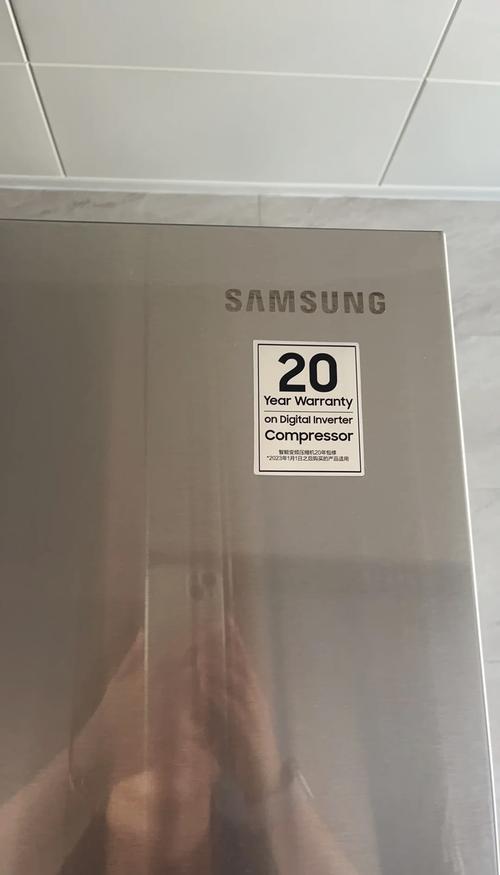 SAMSUNG
20
Year Warranty
on Digital Inverter
Compressor
智能变频压缩机20年包修
*2023年1月1日之后购买的产品适用